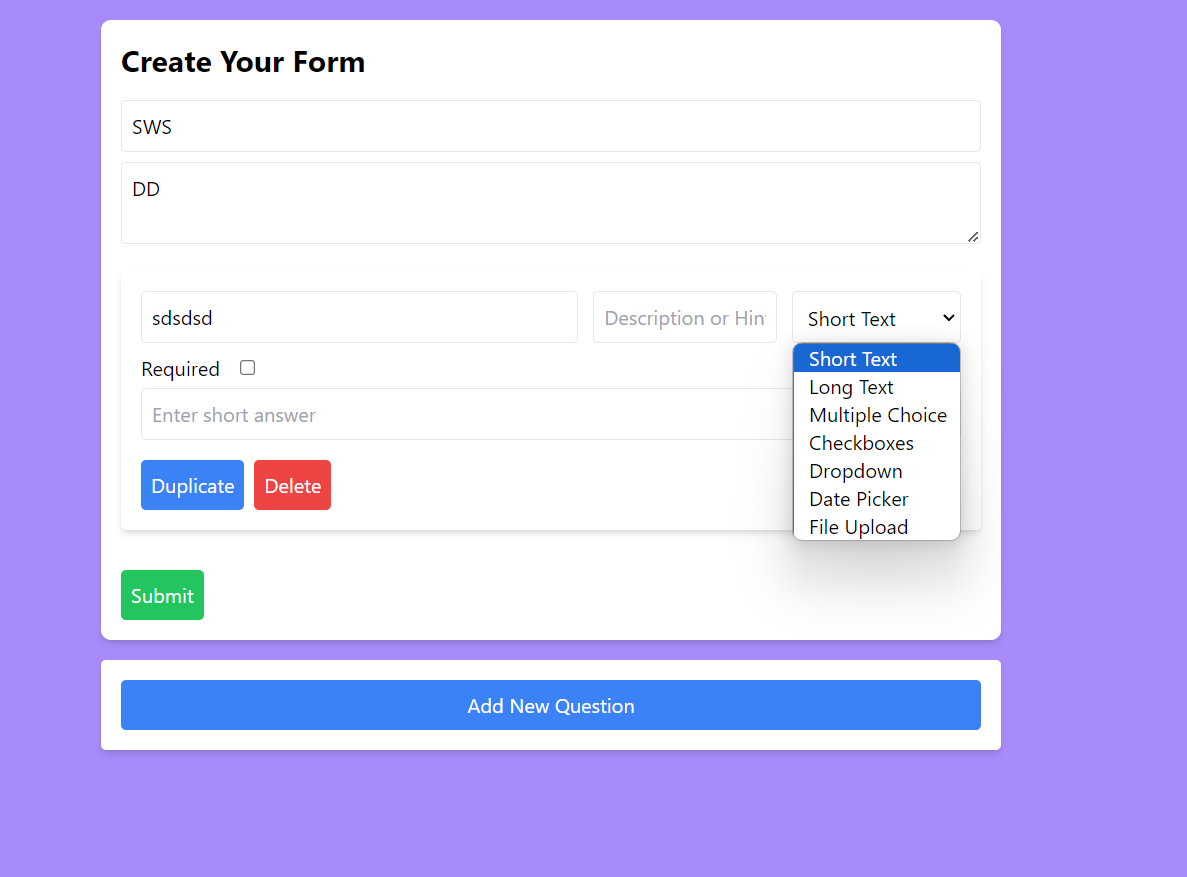 Create Your Form
SWS
DD
sdsdsd
Description or Hin
Short Text
Required
Short Text
Long Text
Multiple Choice
Checkboxes
Dropdown
Date Picker
File Upload
Enter short answer
Duplicate
Delete
Submit
Add New Question